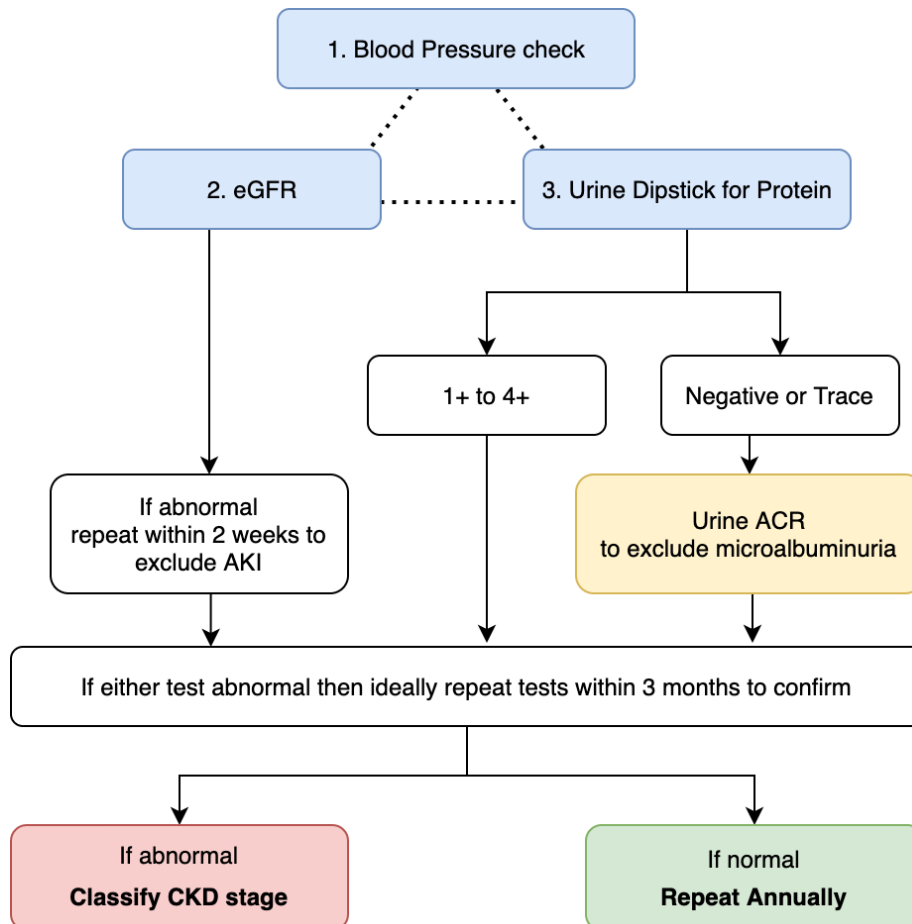 1. Blood Pressure check
2. eGFR
3. Urine Dipstick for Protein
1+ to 4+
Negative or Trace
If abnormal
repeat within 2 weeks to
exclude AKI
Urine ACR
to exclude microalbuminuria
If either test abnormal then ideally repeat tests within 3 months to confirm
If abnormal
Classify CKD stage
If normal
Repeat Annually